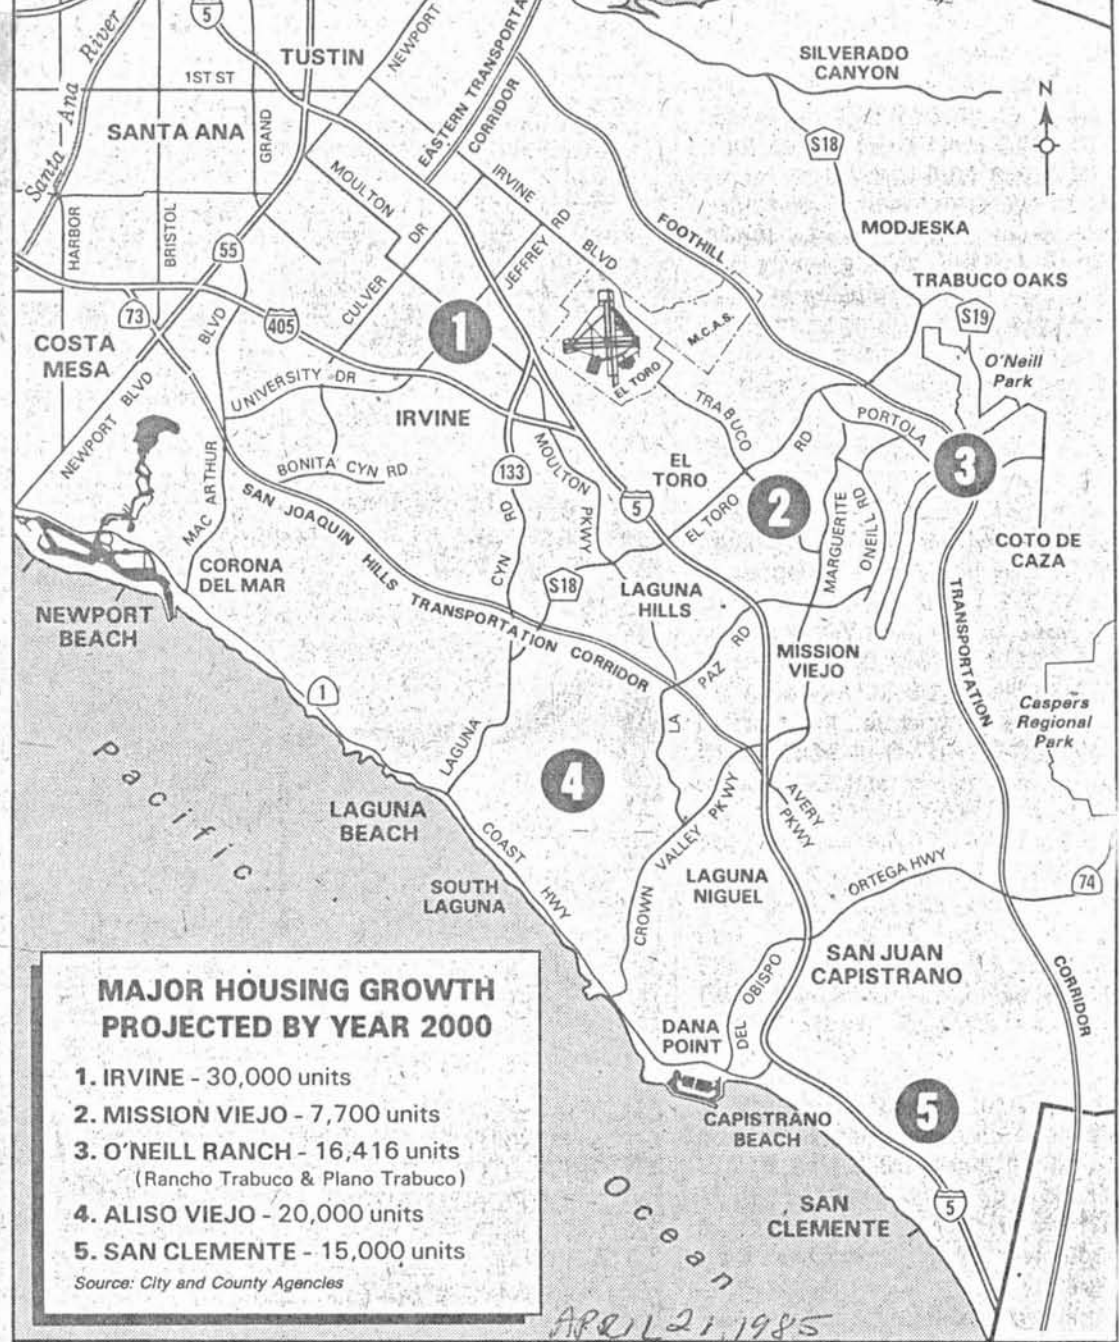 5
TUSTIN
NEWPORT
EASTERN TRANSPORTA
CORRIDOR
SILVERADO
CANYON
N
Santa Ana River
1ST ST
SANTA ANA
GRAND
S18
MOULTON
IRVINE
BLVD
HARBOR
BRISTOL
55
DR
CULVER
JEFFREY RD
FOOTHILL
MODJESKA
TRABUCO OAKS
S19
73
405
BLVD
1
M.C.A.S.
EL TORO
O'Neill
Park
COSTA
MESA
NEWPORT BLVD
UNIVERSITY DR
IRVINE
TRABUCO
RD
PORTOLA
3
BONITA CYN RD
133
MOULTON
PKWY
EL
TORO
5
EL TORO
2
MARGUERITE
ONEILL RD
COTO DE
CAZA
MAC ARTHUR
SAN JOAQUIN HILLS TRANSPORTATION CORRIDOR
RD
CYN
CORONA
DEL MAR
S18
LAGUNA
HILLS
NEWPORT
BEACH
TRANSPORTATION
PAZ RD
MISSION
VIEJO
1
Caspers
Regional
Park
LAGUNA
LA
Pacific
4
LAGUNA
BEACH
COAST
HWY
CROWN VALLEY PKWY
AVERY
PKWY
SOUTH
LAGUNA
LAGUNA
NIGUEL
ORTEGA HWY
74
SAN JUAN
CAPISTRANO
CORRIDOR
DEL OBISPO
DANA
POINT
CAPISTRANO
BEACH
5
5
SAN
CLEMENTE
Ocean
MAJOR HOUSING GROWTH
PROJECTED BY YEAR 2000
1. IRVINE - 30,000 units
2. MISSION VIEJO - 7,700 units
3. O'NEILL RANCH - 16,416 units
(Rancho Trabuco & Plano Trabuco)
4. ALISO VIEJO - 20,000 units
5. SAN CLEMENTE - 15,000 units
Source: City and County Agencies
APRIL 21, 1985